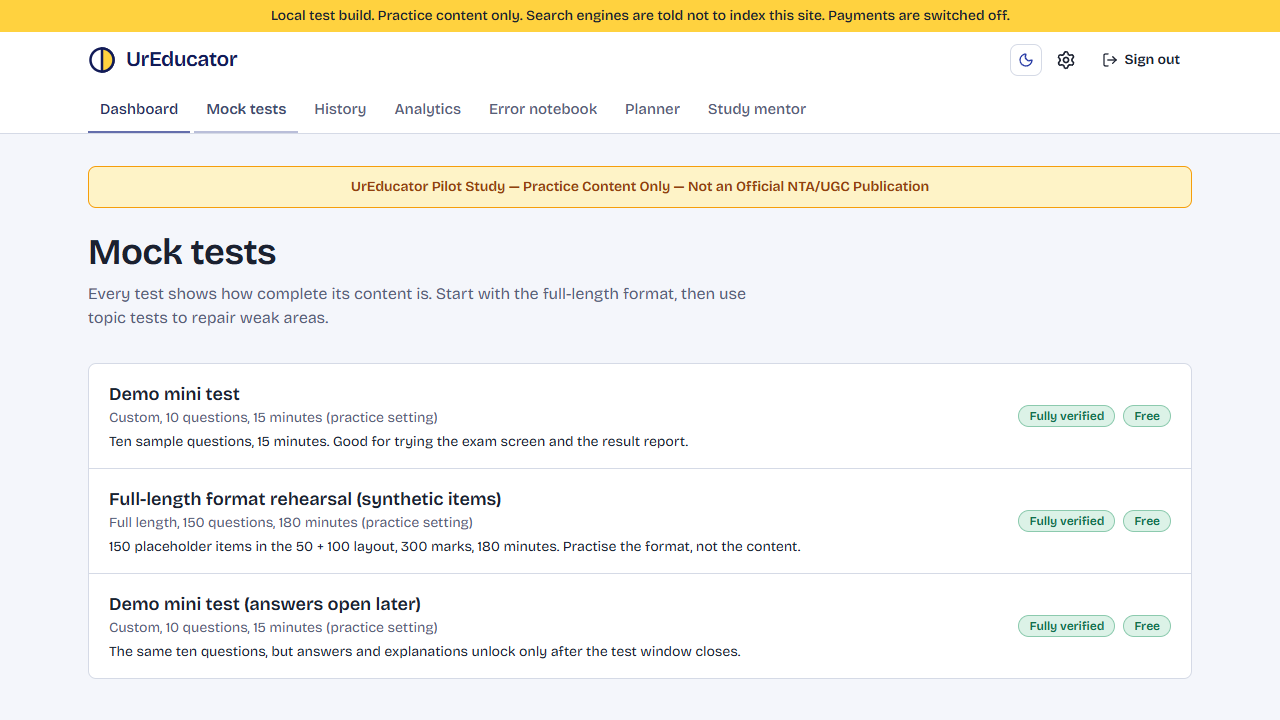 Local test build. Practice content only. Search engines are told not to index this site. Payments are switched off.
UrEducator
Sign out
Dashboard
Mock tests
History
Analytics
Error notebook
Planner
Study mentor
UrEducator Pilot Study — Practice Content Only — Not an Official NTA/UGC Publication
Mock tests
Every test shows how complete its content is. Start with the full-length format, then use
topic tests to repair weak areas.
Demo mini test
Custom, 10 questions, 15 minutes (practice setting)
Ten sample questions, 15 minutes. Good for trying the exam screen and the result report.
Fully verified
Free
Full-length format rehearsal (synthetic items)
Full length, 150 questions, 180 minutes (practice setting)
150 placeholder items in the 50 + 100 layout, 300 marks, 180 minutes. Practise the format, not the content.
Fully verified
Free
Demo mini test (answers open later)
Custom, 10 questions, 15 minutes (practice setting)
The same ten questions, but answers and explanations unlock only after the test window closes.
Fully verified
Free